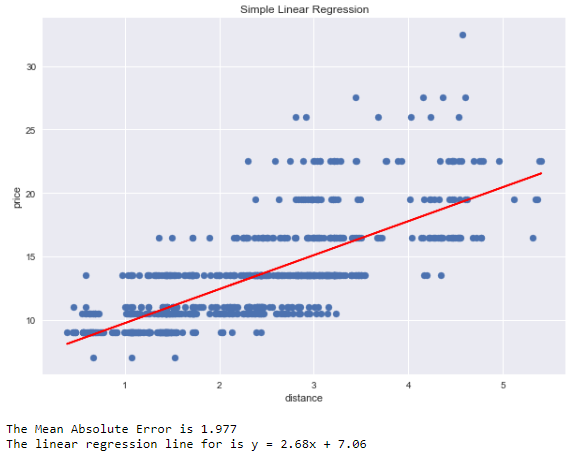 Simple Linear Regression
price
30
25
20
15
10
1 2 3 4 5
distance
The Mean Absolute Error is 1.977
The linear regression line for is y = 2.68x + 7.06